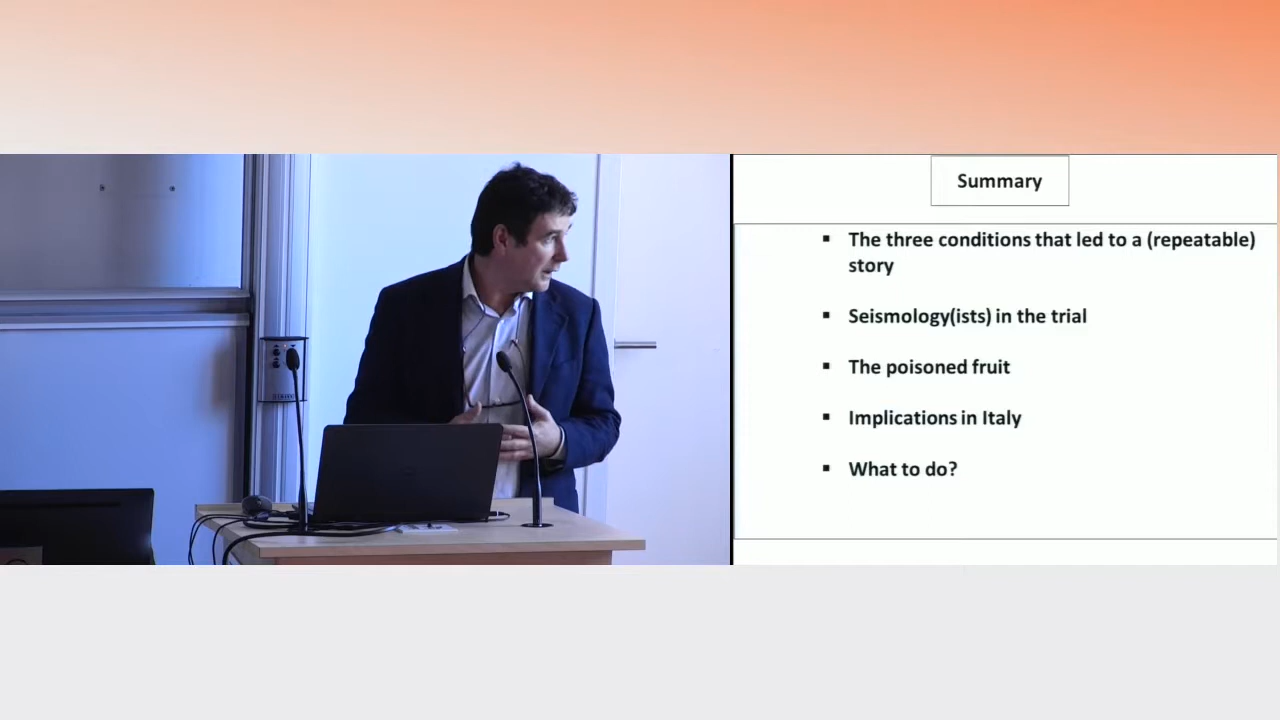 Summary
▪ The three conditions that led to a (repeatable)
story
▪ Seismology(ists) in the trial
▪ The poisoned fruit
▪ Implications in Italy
▪ What to do?